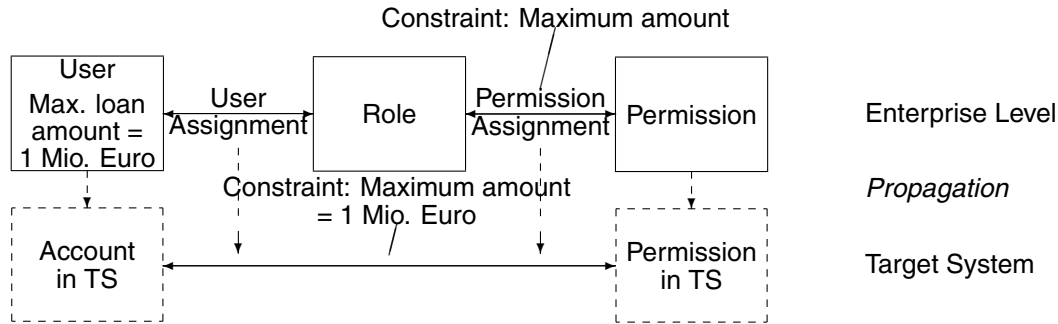 Constraint: Maximum amount
User
Max. loan
amount =
1 Mio. Euro
User
Assignment
Role
Permission
Assignment
Permission
Enterprise Level
Constraint: Maximum amount
= 1 Mio. Euro
Propagation
Account
in TS
Permission
in TS
Target System